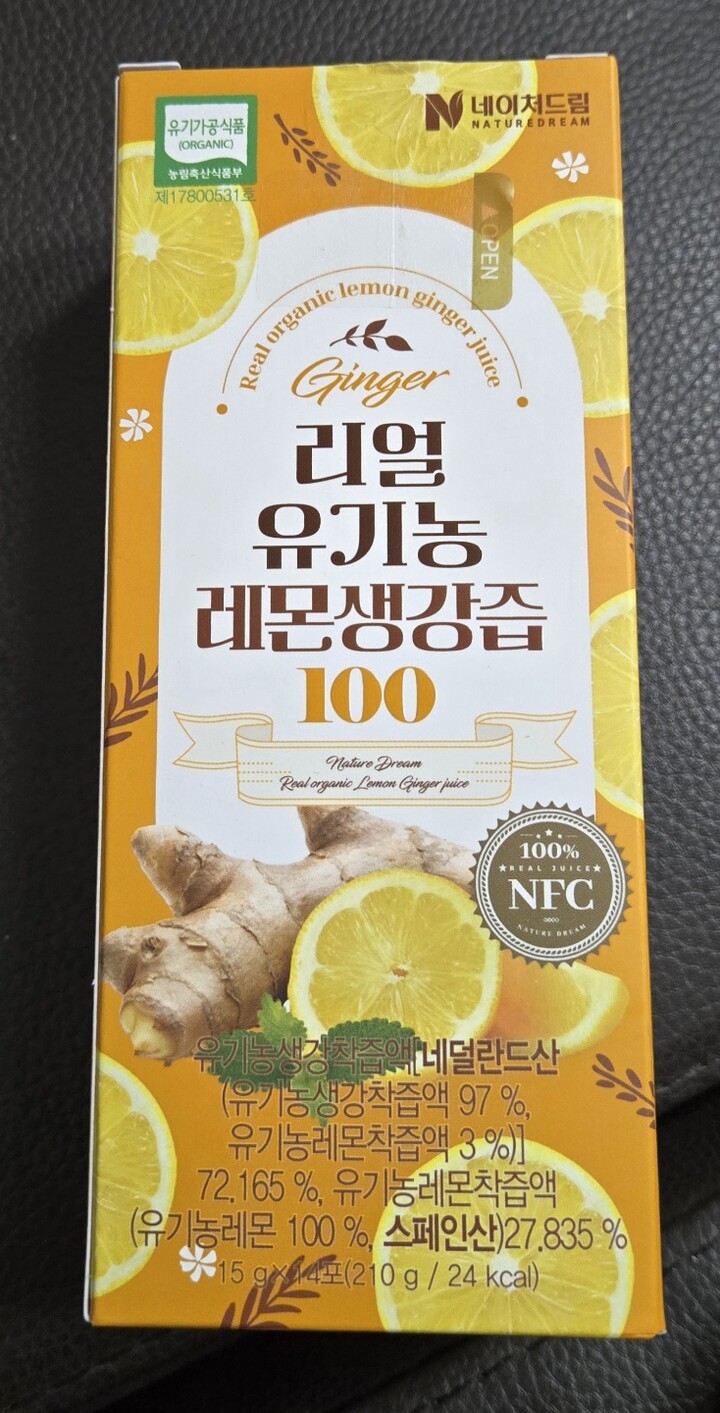 네이처드림
NATUREDREAM
유기가공식품
(ORGANIC)
농림축산식품부
제17800531호
▲OPEN
Real organic lemon ginger juice
Ginger
리얼
유기농
레몬생강즙
100
Nature Dream
Real organic Lemon Ginger juice
100%
★REAL JUICE★
NFC
NATURE DREAM
유기농생강착즙액[네덜란드산
(유기농생강착즙액 97 %,
유기농레몬착즙액 3 %)]
72.165 %, 유기농레몬착즙액
(유기농레몬 100 %, 스페인산)27.835 %
15 g×14포(210 g / 24 kcal)